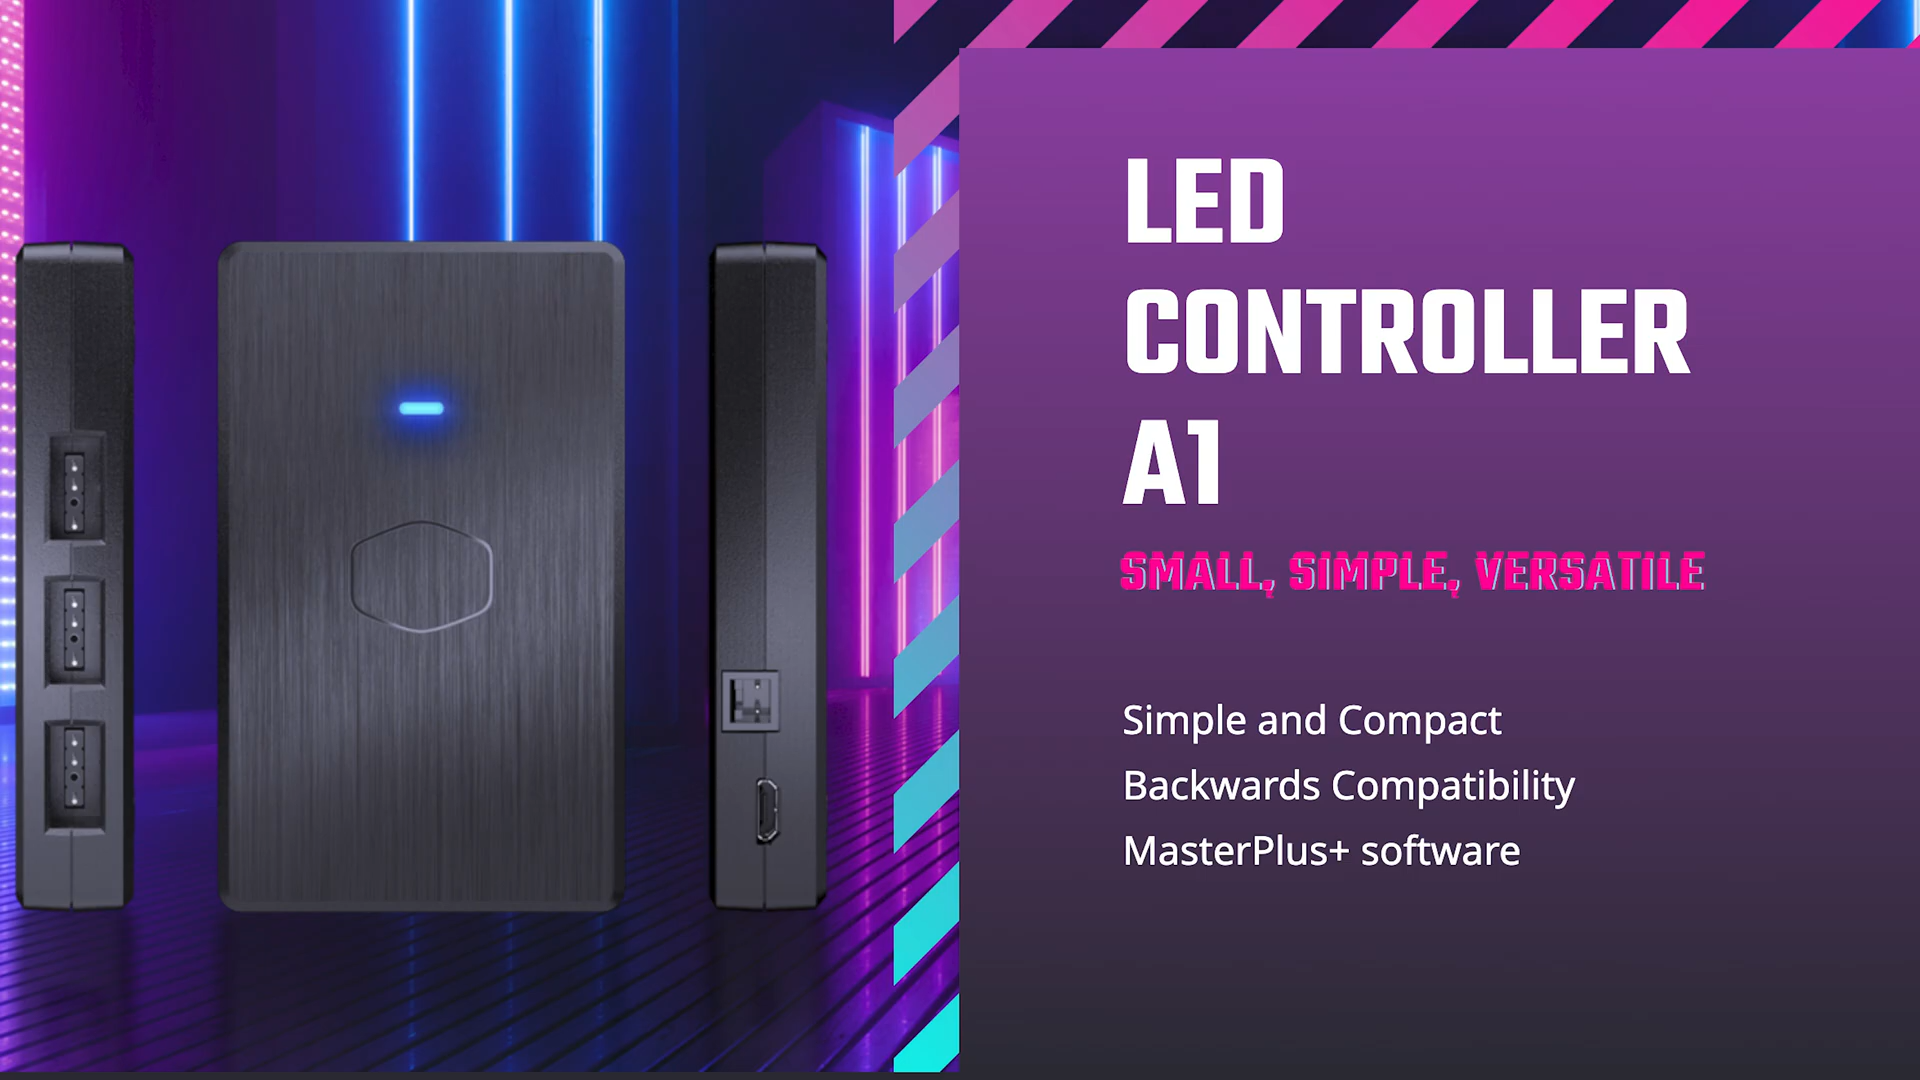 LED
CONTROLLER
A1
SMALL, SIMPLE, VERSATILE
Simple and Compact
Backwards Compatibility
MasterPlus+ software